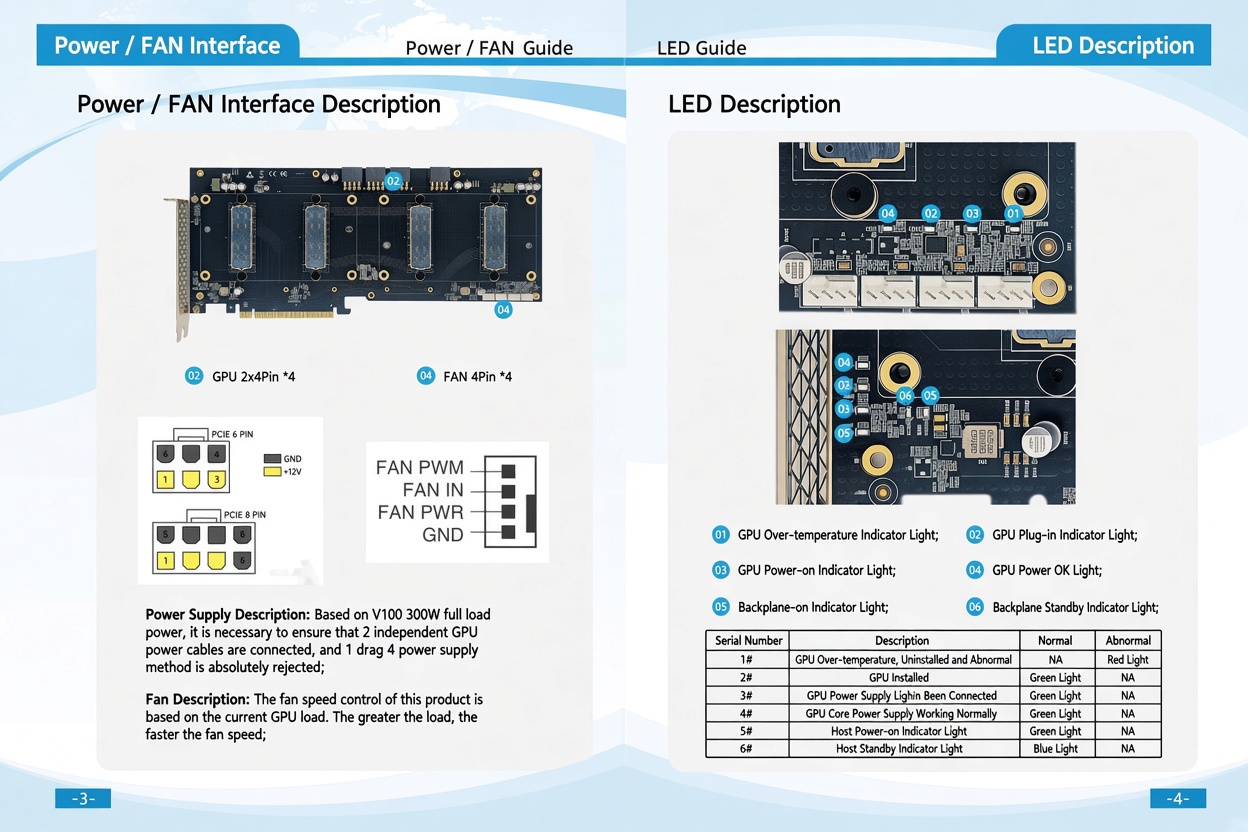 Power / FAN Interface
Power / FAN Guide
Power / FAN Interface Description
02
04
02 GPU 2x4Pin *4
04 FAN 4Pin *4
PCIE 6 PIN
6 4
1 3
GND
+12V
PCIE 8 PIN
5 6
1 6
FAN PWM
FAN IN
FAN PWR
GND
Power Supply Description: Based on V100 300W full load
power, it is necessary to ensure that 2 independent GPU
power cables are connected, and 1 drag 4 power supply
method is absolutely rejected;
Fan Description: The fan speed control of this product is
based on the current GPU load. The greater the load, the
faster the fan speed;
-3-
LED Guide
LED Description
LED Description
04 02 03 01
04
02
03
05
06 05
01 GPU Over-temperature Indicator Light;
02 GPU Plug-in Indicator Light;
03 GPU Power-on Indicator Light;
04 GPU Power OK Light;
05 Backplane-on Indicator Light;
06 Backplane Standby Indicator Light;
Serial Number Description Normal Abnormal
1# GPU Over-temperature, Uninstalled and Abnormal NA Red Light
2# GPU Installed Green Light NA
3# GPU Power Supply Lighin Been Connected Green Light NA
4# GPU Core Power Supply Working Normally Green Light NA
5# Host Power-on Indicator Light Green Light NA
6# Host Standby Indicator Light Blue Light NA
-4-